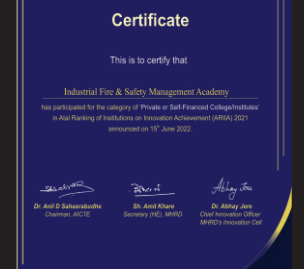 Certificate
This is to certify that
Industrial Fire & Safety Management Academy
has participated for the category of 'Private or Self-Financed College/Institutes'
in Atal Ranking of Institutions on Innovation Achievement (ARIIA) 2021
announced on 15th June 2022.
Dr. Anil D Sahasrabudhe Sh. Amit Khare Dr. Abhay Jere
Chairman, AICTE Secretary (HE), MHRD Chief Innovation Officer
MHRD's Innovation Cell